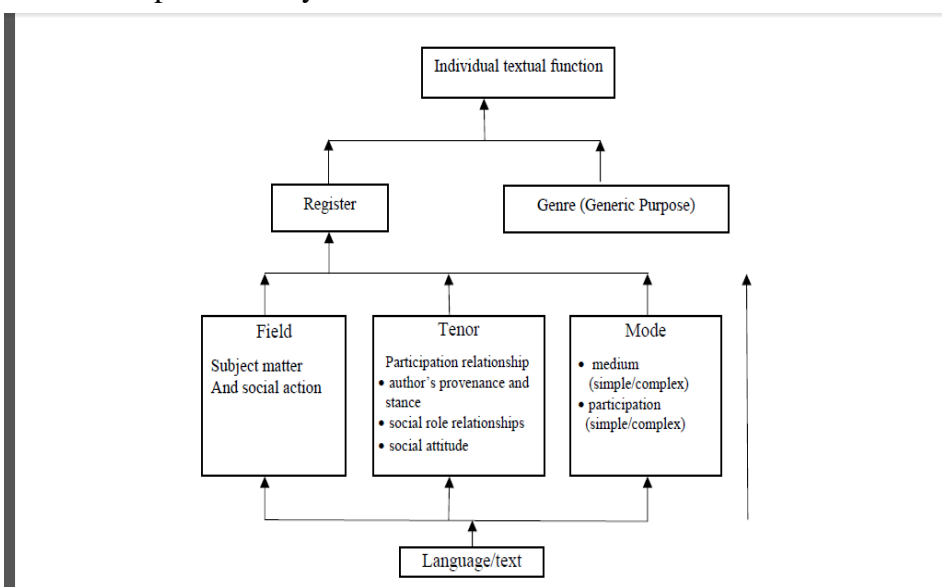 Individual textual function
Register
Genre (Generic Purpose)
Field
Subject matter
And social action
Tenor
Participation relationship
• author's provenance and
stance
• social role relationships
• social attitude
Mode
• medium
(simple/complex)
• participation
(simple/complex)
Language/text